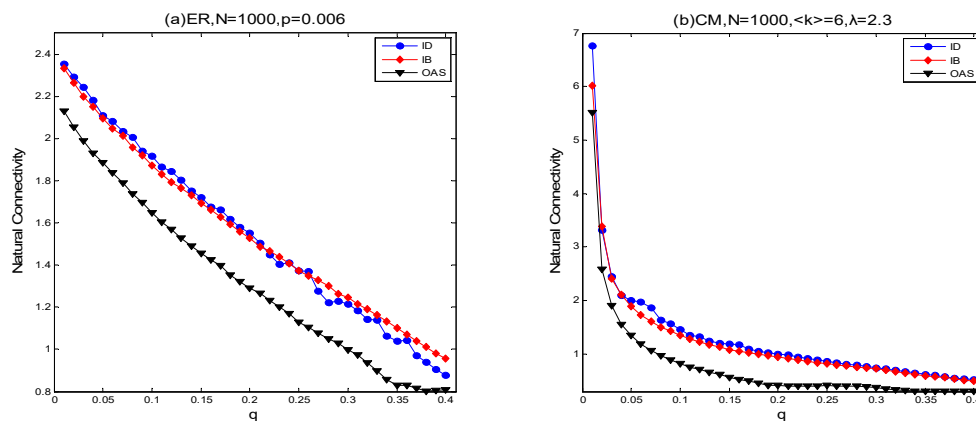 (a)ER,N=1000,p=0.006
ID
IB
OAS
Natural Connectivity
2.4
2.2
2
1.8
1.6
1.4
1.2
1
0.8
0 0.05 0.1 0.15 0.2 0.25 0.3 0.35 0.4
q
(b)CM,N=1000,<k>=6,λ=2.3
ID
IB
OAS
Natural Connectivity
7
6
5
4
3
2
1
0 0.05 0.1 0.15 0.2 0.25 0.3 0.35 0.4
q